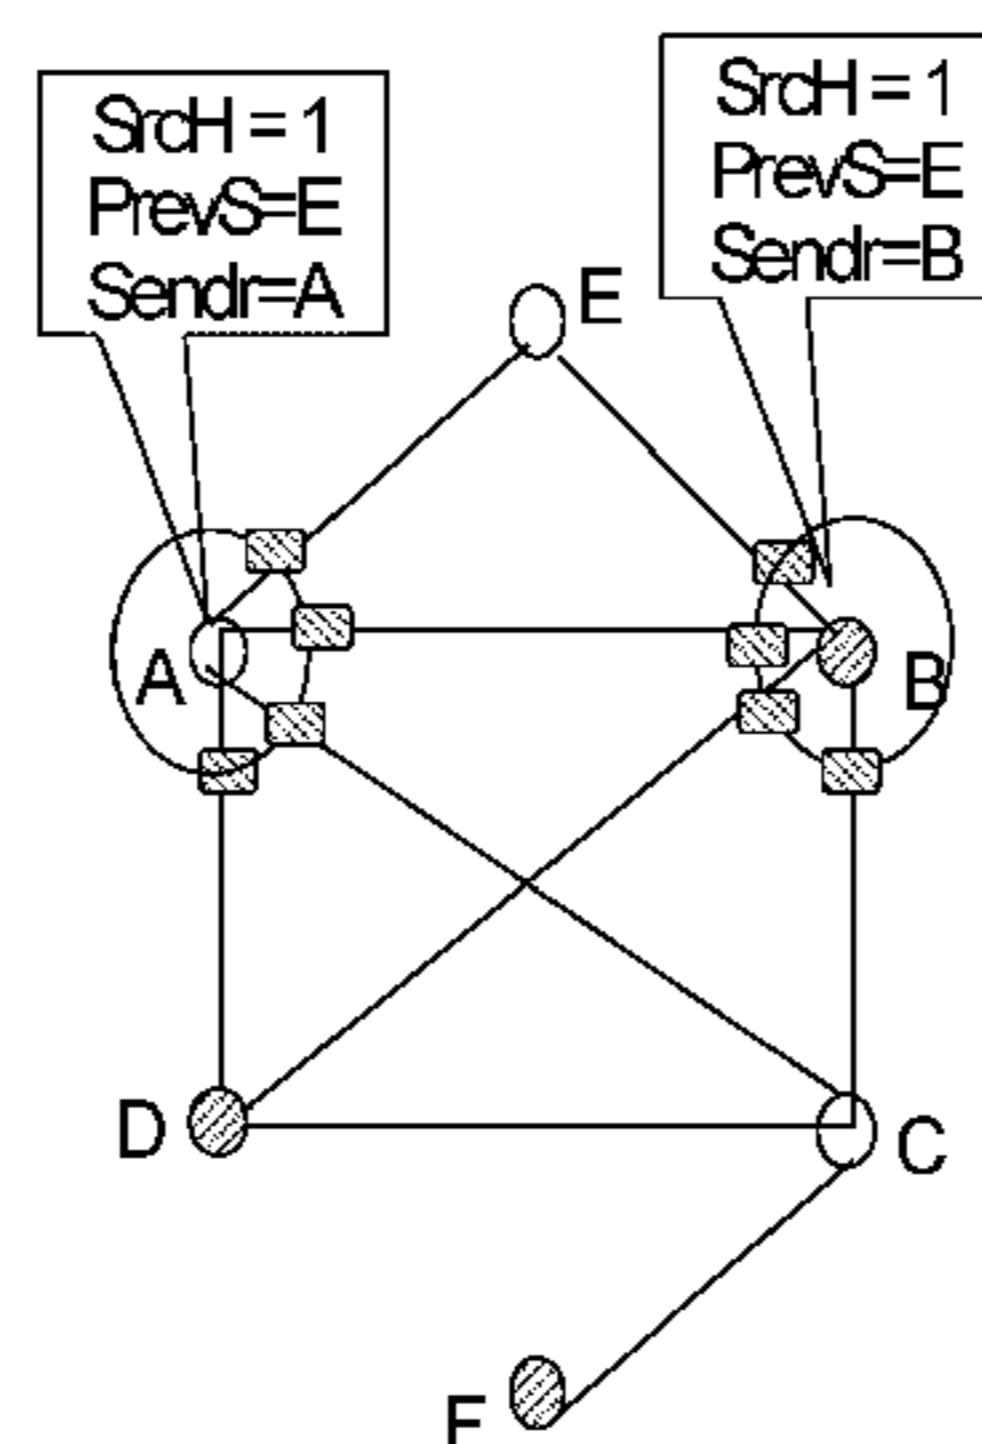 SrcH = 1
PrevS=E
Sendr=A
SrcH = 1
PrevS=E
Sendr=B
E
A
B
D
C